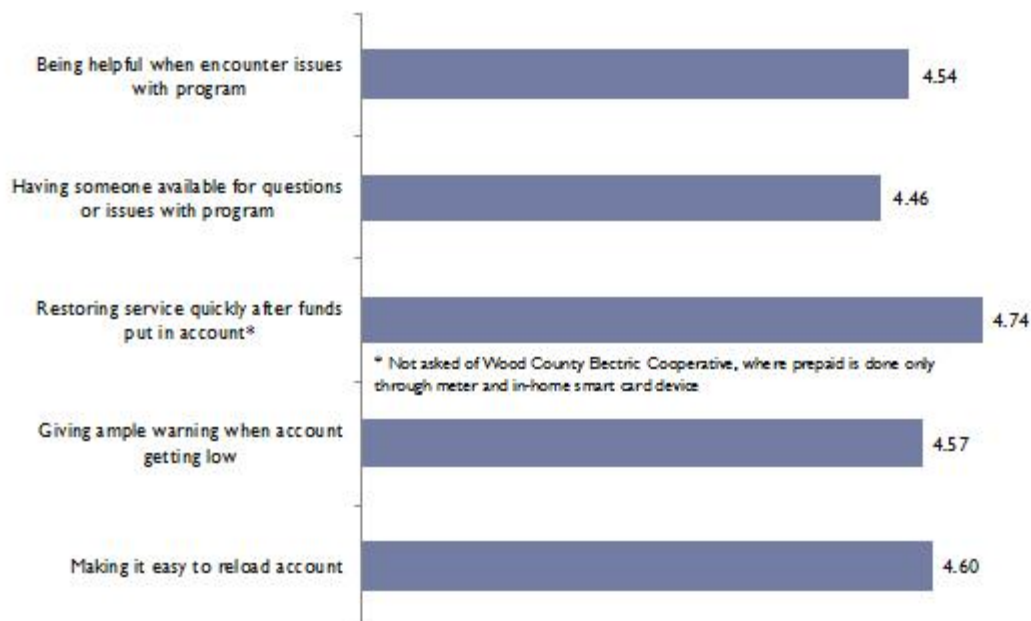 Being helpful when encounter issues
with program
4.54
Having someone available for questions
or issues with program
4.46
Restoring service quickly after funds
put in account*
4.74
* Not asked of Wood County Electric Cooperative, where prepaid is done only
through meter and in-home smart card device
Giving ample warning when account
getting low
4.57
Making it easy to reload account
4.60